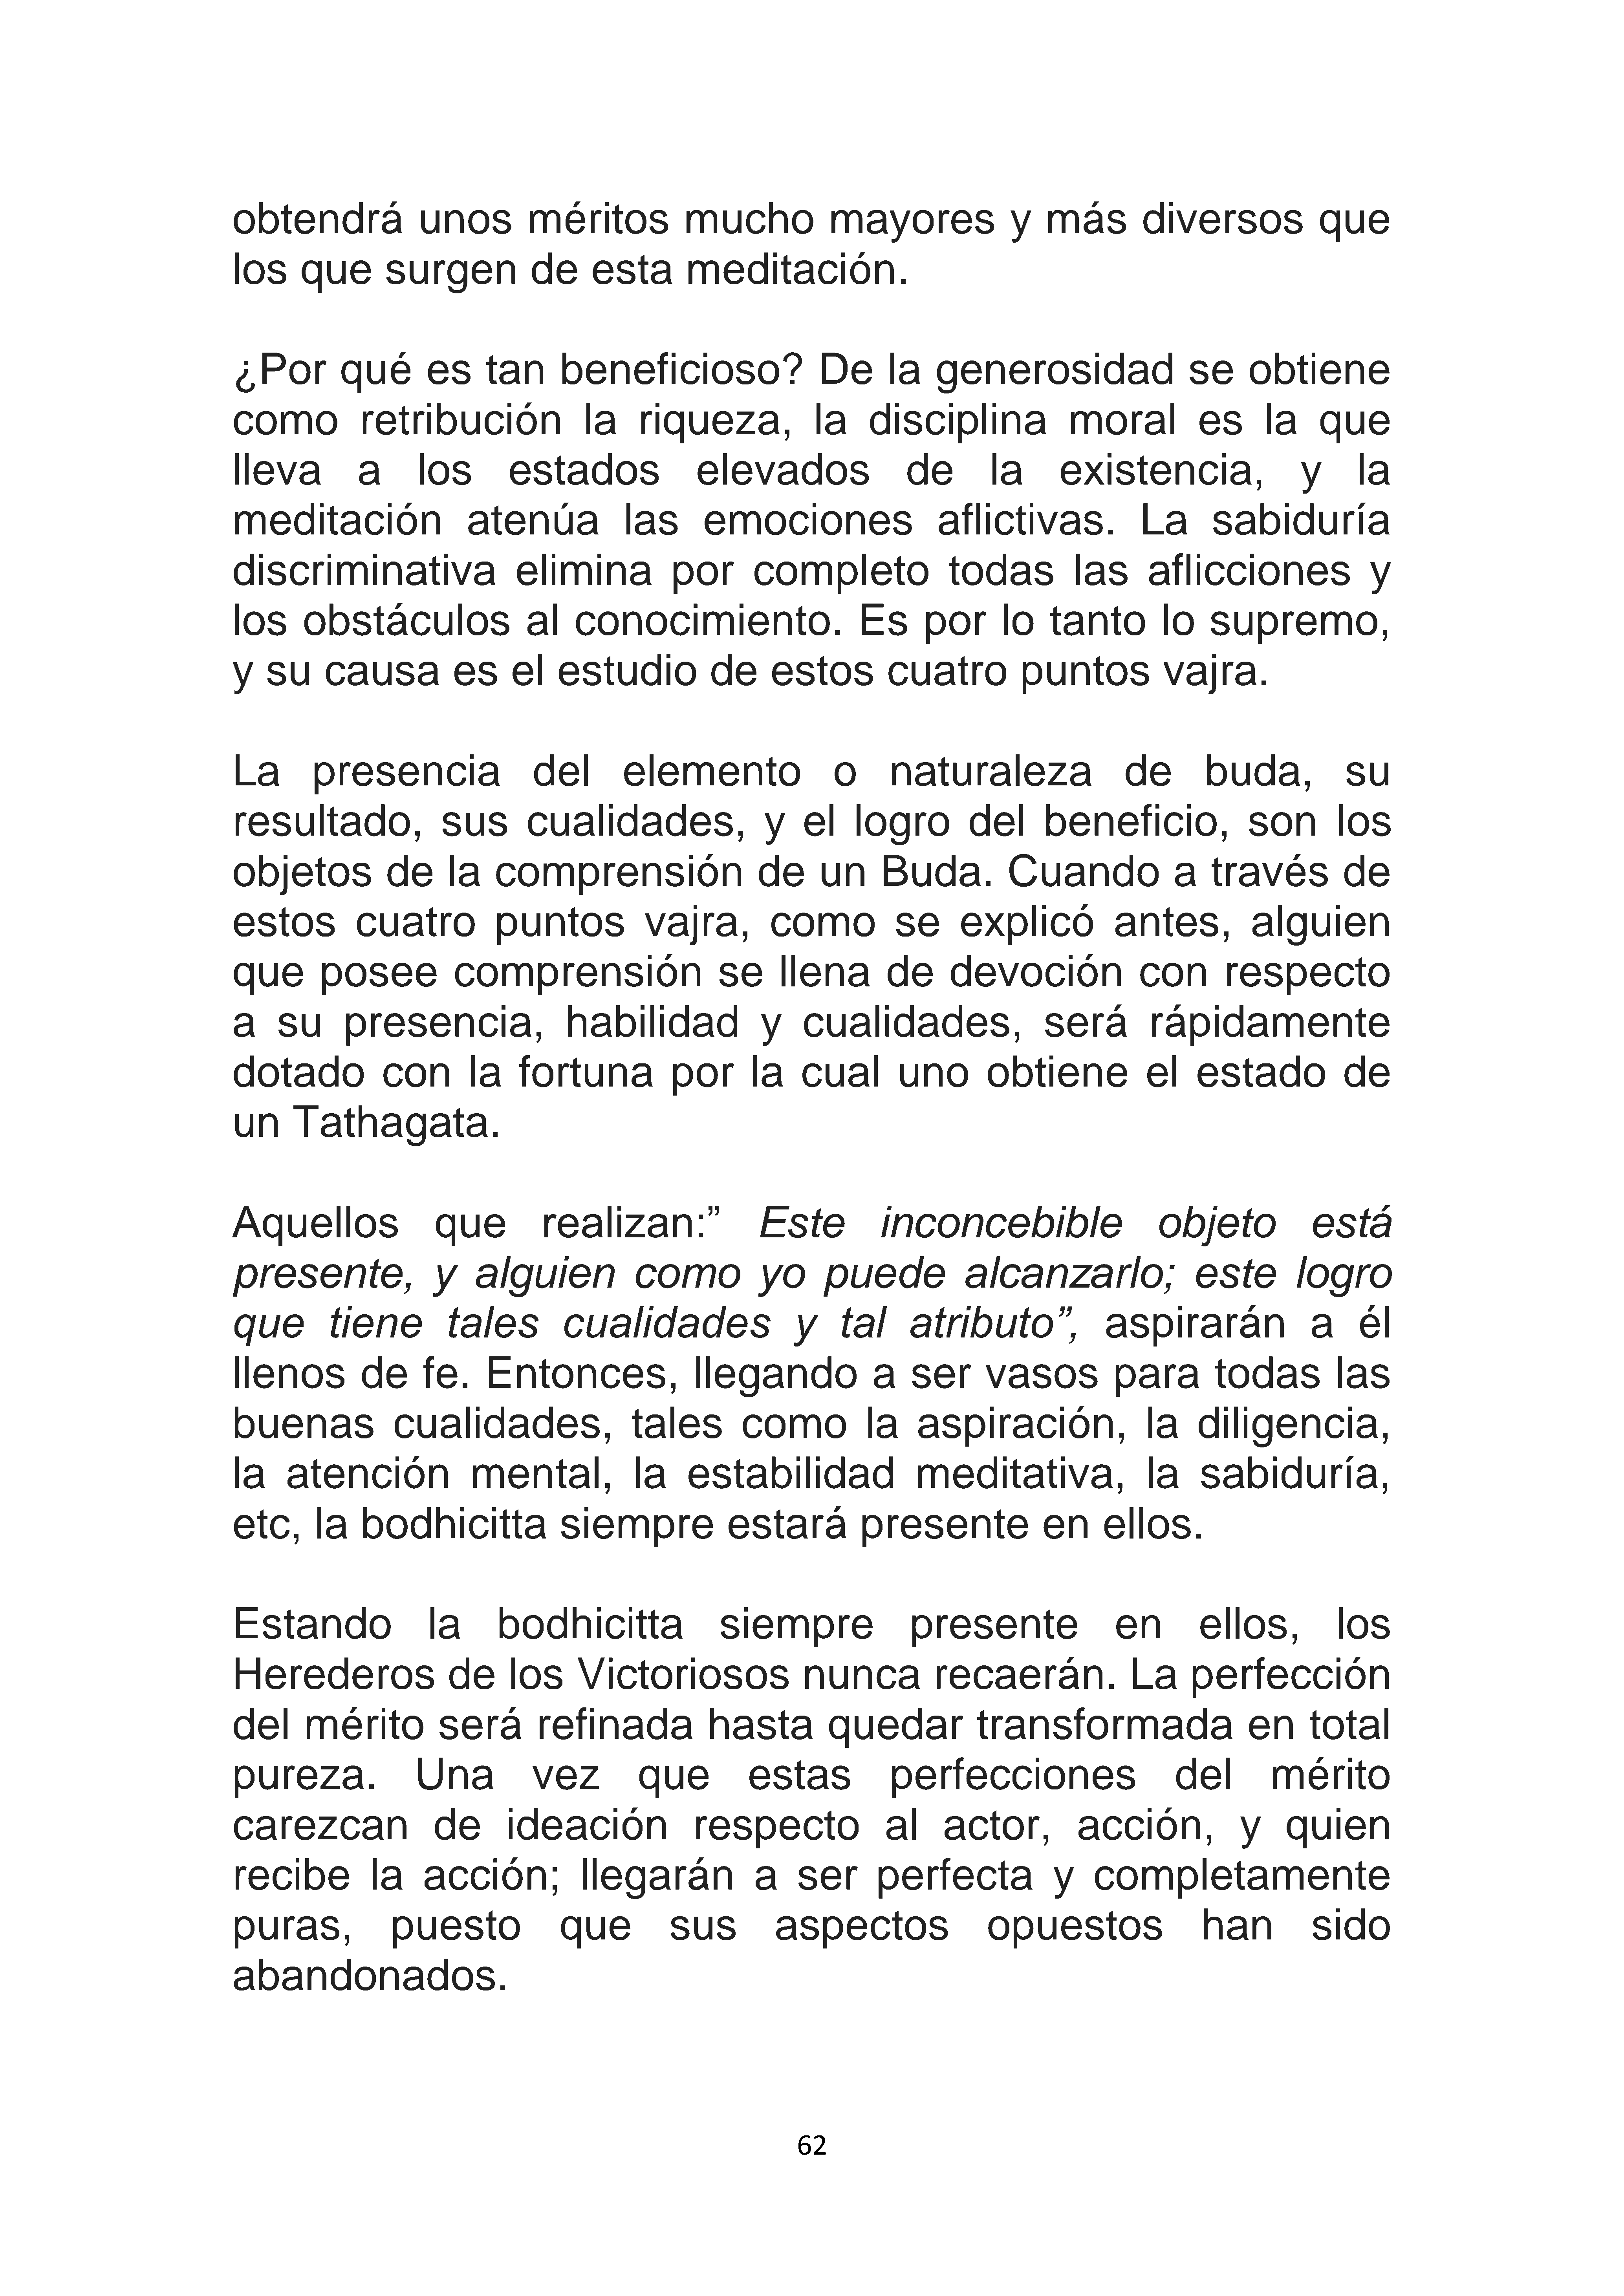 obtendrá unos méritos mucho mayores y más diversos que
los que surgen de esta meditación.
¿Por qué es tan beneficioso? De la generosidad se obtiene
como retribución la riqueza, la disciplina moral es la que
lleva a los estados elevados de la existencia, y la
meditación atenúa las emociones aflictivas. La sabiduría
discriminativa elimina por completo todas las aflicciones y
los obstáculos al conocimiento. Es por lo tanto lo supremo,
y su causa es el estudio de estos cuatro puntos vajra.
La presencia del elemento o naturaleza de buda, su
resultado, sus cualidades, y el logro del beneficio, son los
objetos de la comprensión de un Buda. Cuando a través de
estos cuatro puntos vajra, como se explicó antes, alguien
que posee comprensión se llena de devoción con respecto
a su presencia, habilidad y cualidades, será rápidamente
dotado con la fortuna por la cual uno obtiene el estado de
un Tathagata.
Aquellos que realizan:” Este inconcebible objeto está
presente, y alguien como yo puede alcanzarlo; este logro
que tiene tales cualidades y tal atributo”, aspirarán a él
llenos de fe. Entonces, llegando a ser vasos para todas las
buenas cualidades, tales como la aspiración, la diligencia,
la atención mental, la estabilidad meditativa, la sabiduría,
etc, la bodhicitta siempre estará presente en ellos.
Estando la bodhicitta siempre presente en ellos, los
Herederos de los Victoriosos nunca recaerán. La perfección
del mérito será refinada hasta quedar transformada en total
pureza. Una vez que estas perfecciones del mérito
carezcan de ideación respecto al actor, acción, y quien
recibe la acción; llegarán a ser perfecta y completamente
puras, puesto que sus aspectos opuestos han sido
abandonados.
62